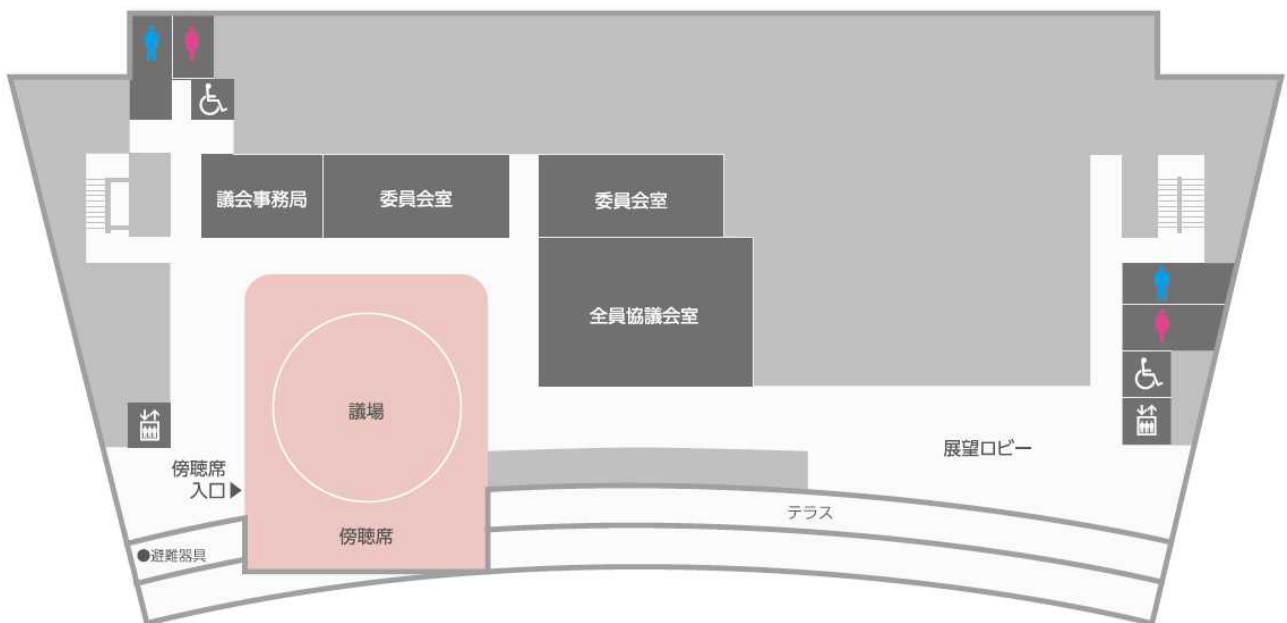 議会事務局
委員会室
委員会室
全員協議会室
議場
傍聴席
入口▶
展望ロビー
テラス
傍聴席
●避難器具